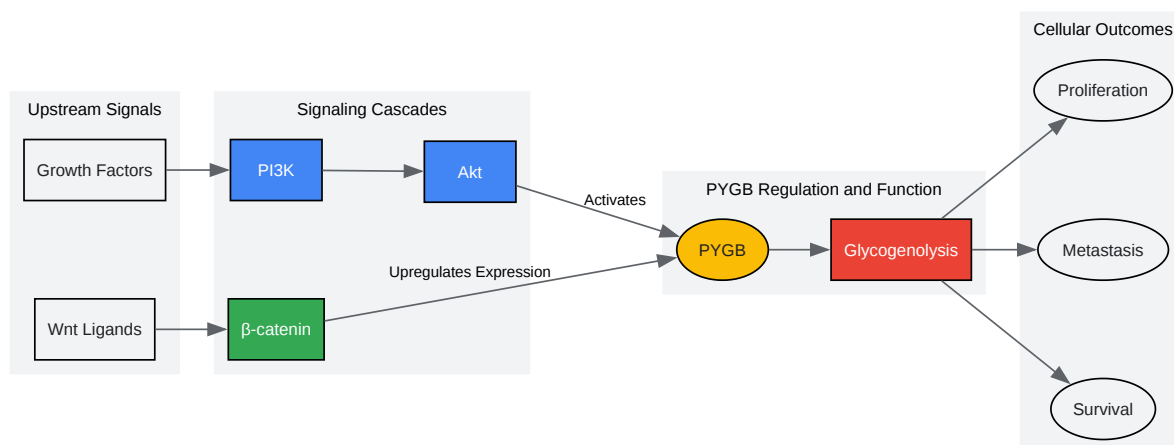 Cellular Outcomes
Proliferation
Upstream Signals
Signaling Cascades
Growth Factors
PI3K
Akt
Activates
PYGB Regulation and Function
PYGB
Glycogenolysis
Metastasis
Upregulates Expression
Wnt Ligands
β-catenin
Survival